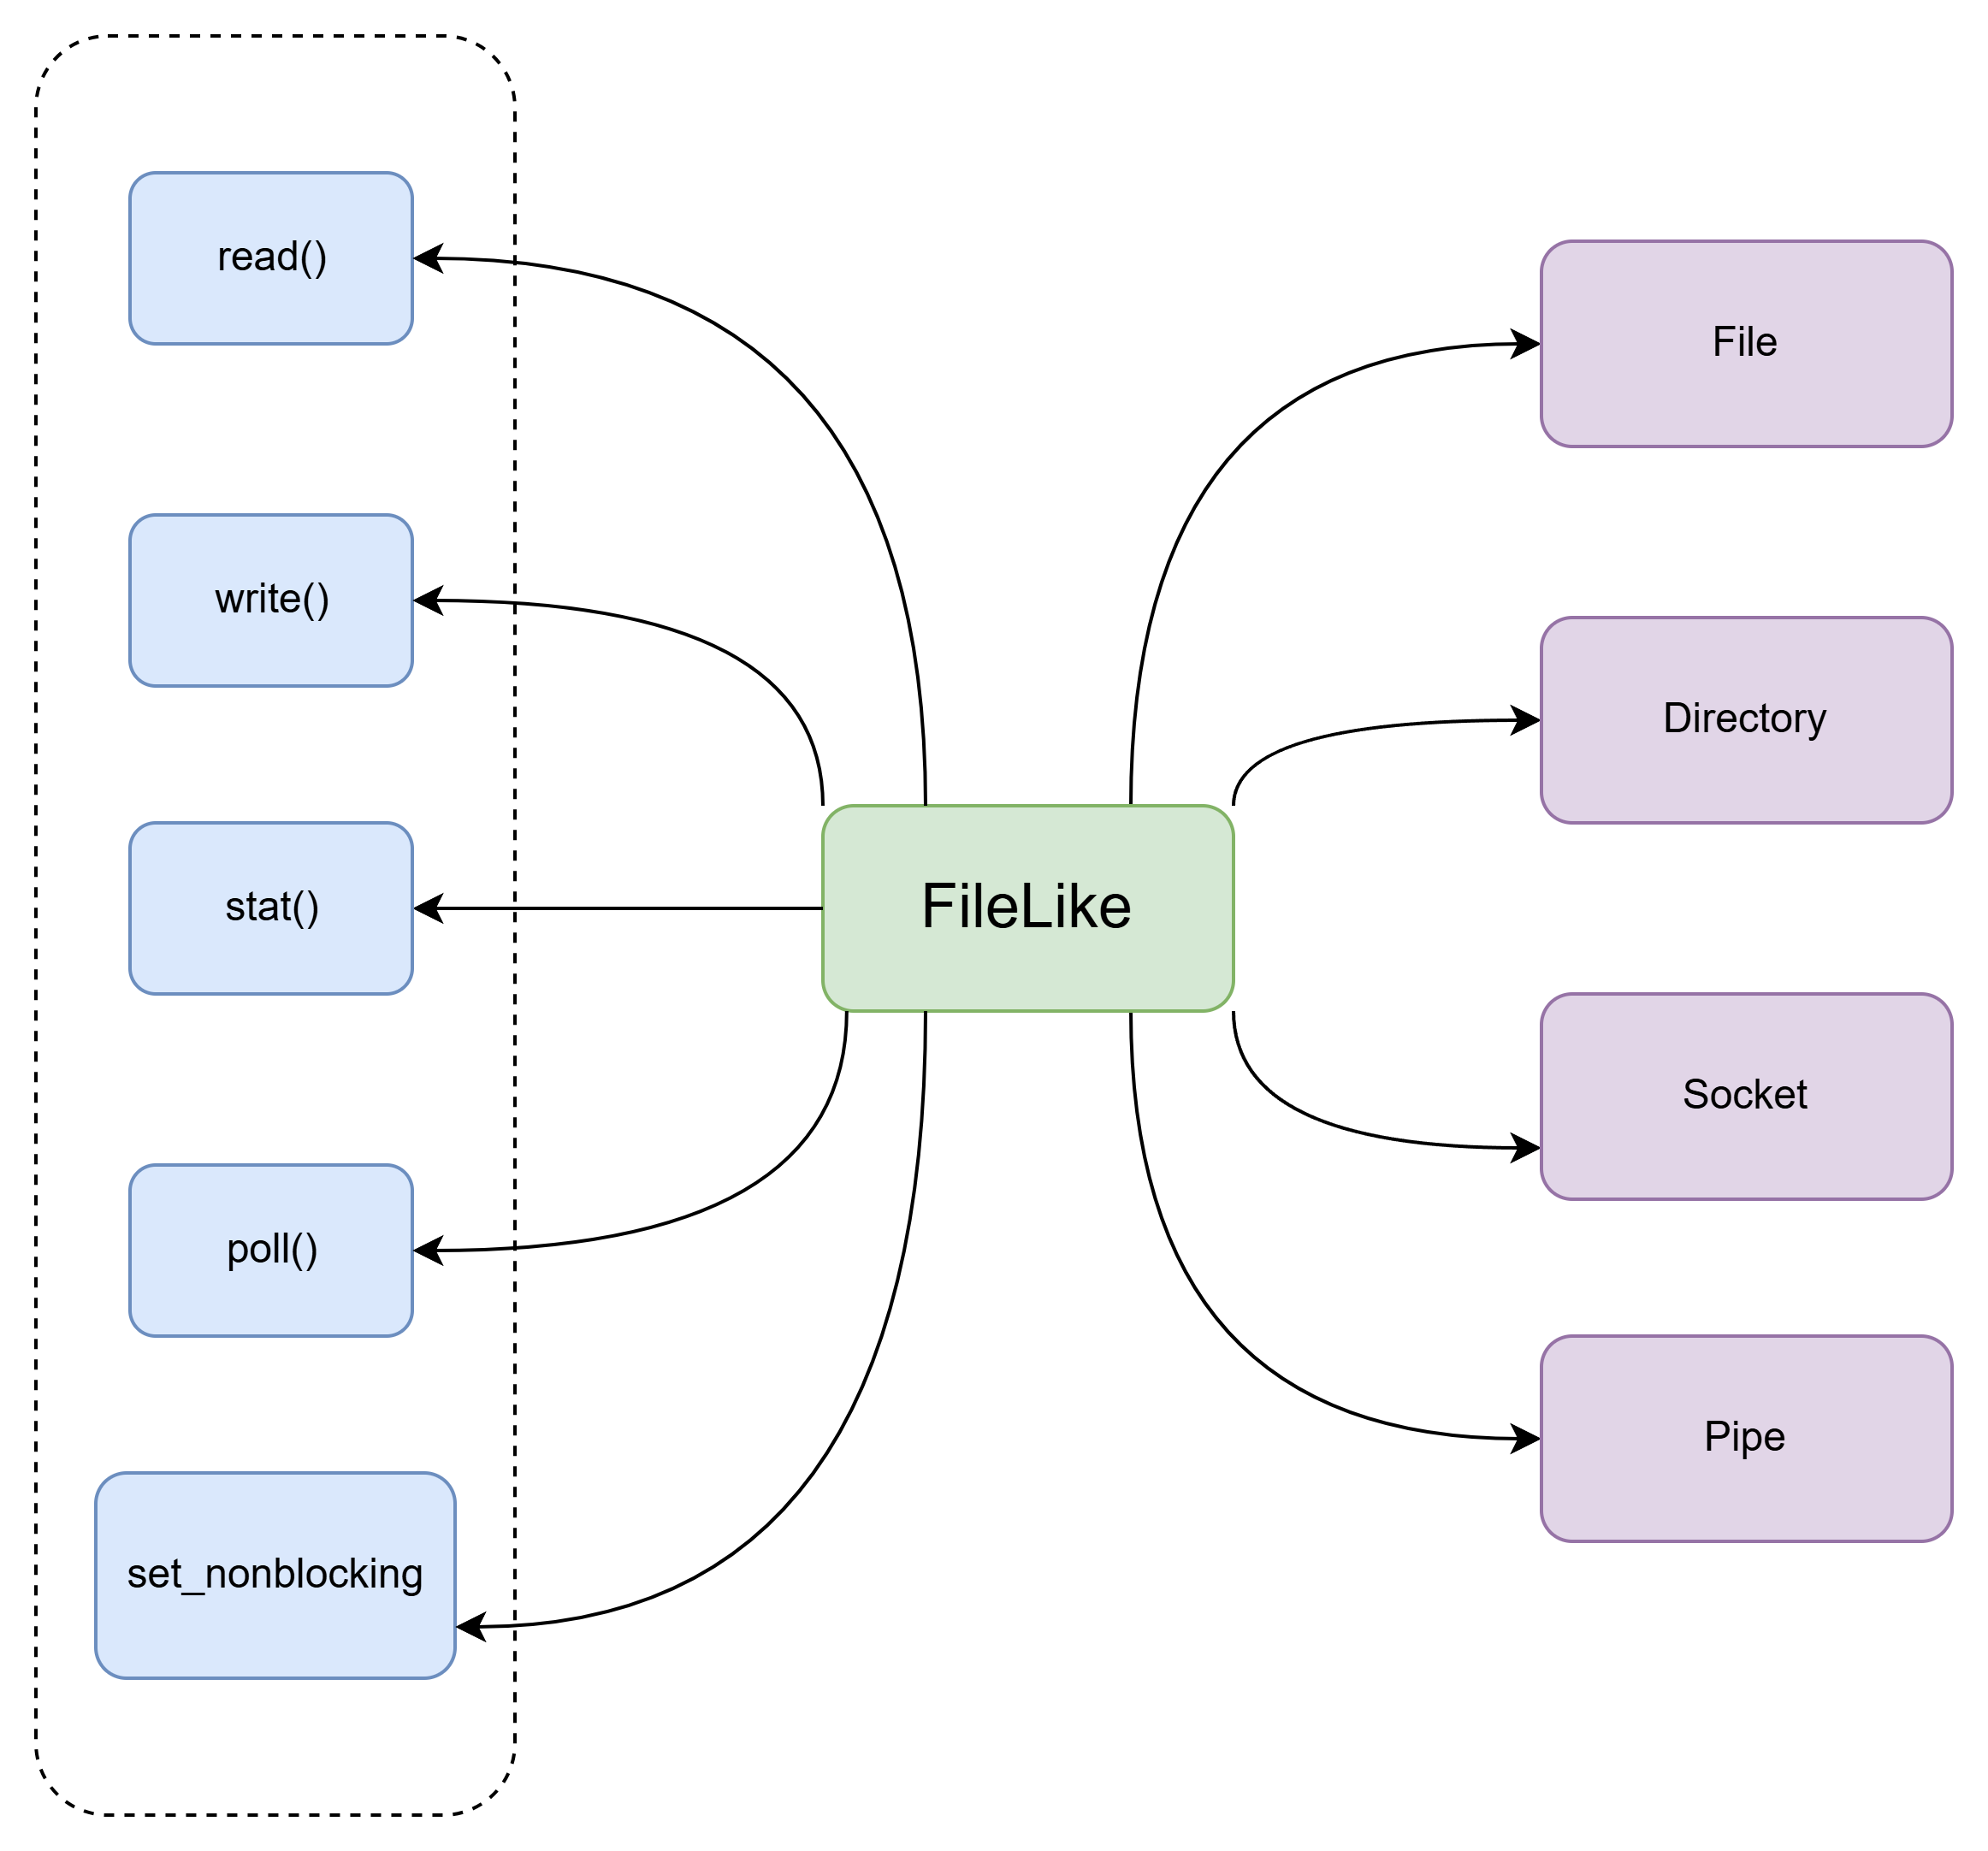 read()
write()
stat()
poll()
set_nonblocking
FileLike
File
Directory
Socket
Pipe